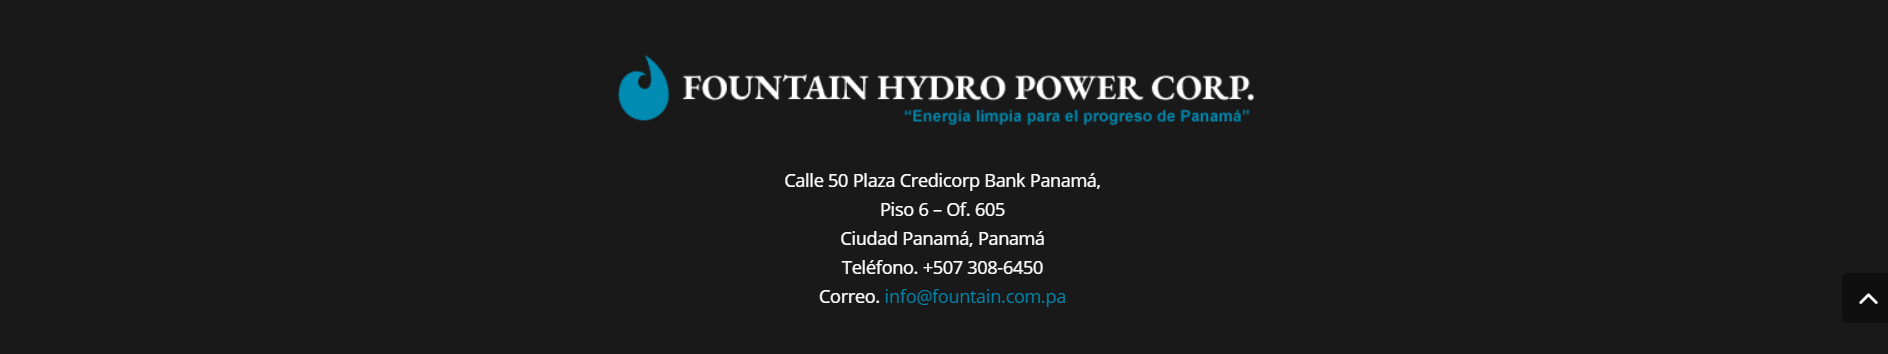 FOUNTAIN HYDRO POWER CORP.
“Energía limpia para el progreso de Panamá”
Calle 50 Plaza Credicorp Bank Panamá,
Piso 6 – Of. 605
Ciudad Panamá, Panamá
Teléfono. +507 308-6450
Correo. info@fountain.com.pa